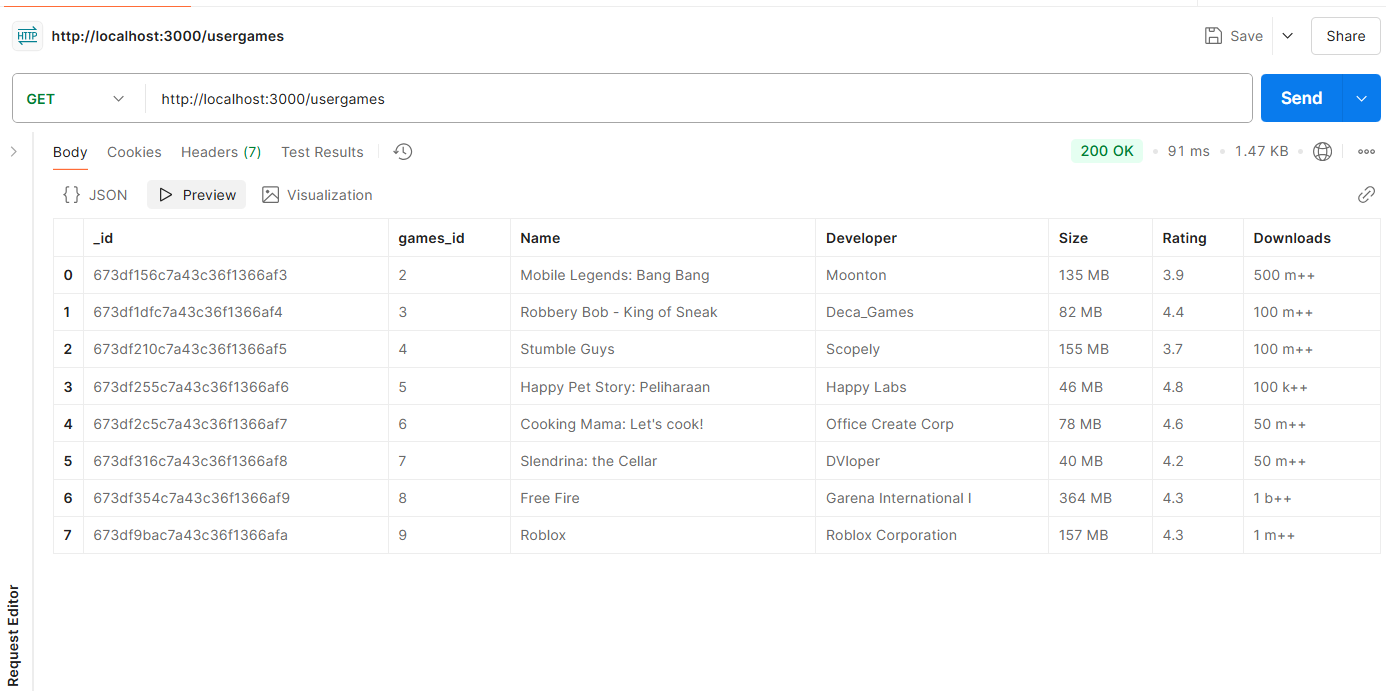 HTTP http://localhost:3000/usergames Save Share
GET http://localhost:3000/usergames Send
Body Cookies Headers (7) Test Results 200 OK 91 ms 1.47 KB
{} JSON Preview Visualization
_id games_id Name Developer Size Rating Downloads
0 673df156c7a43c36f1366af3 2 Mobile Legends: Bang Bang Moonton 135 MB 3.9 500 m++
1 673df1dfc7a43c36f1366af4 3 Robbery Bob - King of Sneak Deca_Games 82 MB 4.4 100 m++
2 673df210c7a43c36f1366af5 4 Stumble Guys Scopely 155 MB 3.7 100 m++
3 673df255c7a43c36f1366af6 5 Happy Pet Story: Peliharaan Happy Labs 46 MB 4.8 100 k++
4 673df2c5c7a43c36f1366af7 6 Cooking Mama: Let's cook! Office Create Corp 78 MB 4.6 50 m++
5 673df316c7a43c36f1366af8 7 Slendrina: the Cellar DVloper 40 MB 4.2 50 m++
6 673df354c7a43c36f1366af9 8 Free Fire Garena International I 364 MB 4.3 1 b++
7 673df9bac7a43c36f1366afa 9 Roblox Roblox Corporation 157 MB 4.3 1 m++
Request Editor